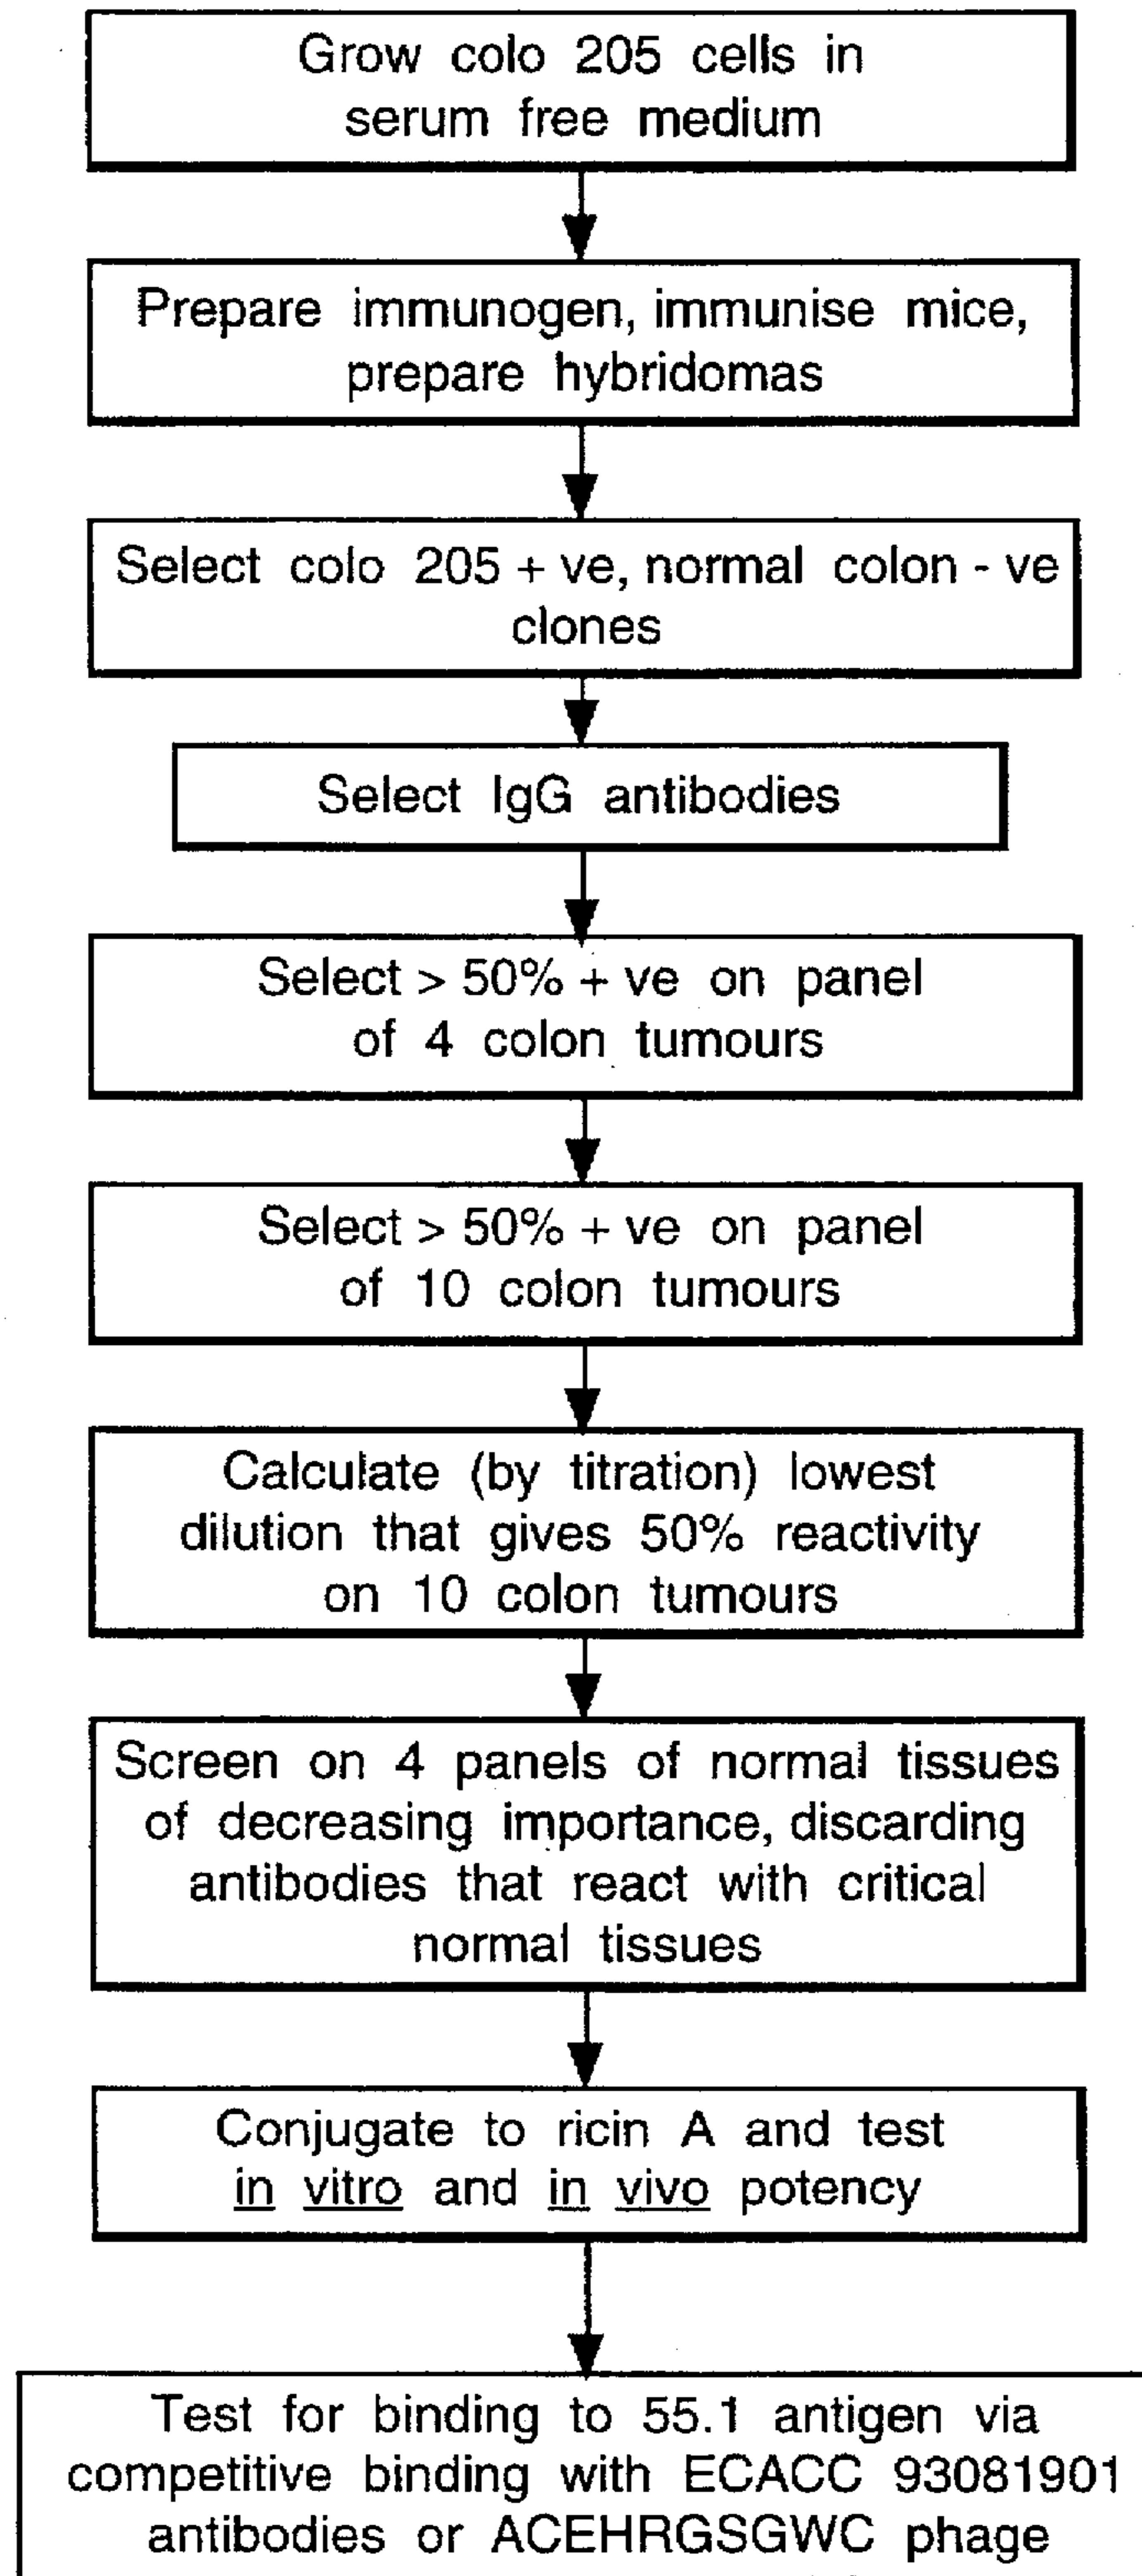 Grow colo 205 cells in
serum free medium
Prepare immunogen, immunise mice,
prepare hybridomas
Select colo 205 + ve, normal colon - ve
clones
Select IgG antibodies
Select > 50% + ve on panel
of 4 colon tumours
Select > 50% + ve on panel
of 10 colon tumours
Calculate (by titration) lowest
dilution that gives 50% reactivity
on 10 colon tumours
Screen on 4 panels of normal tissues
of decreasing importance, discarding
antibodies that react with critical
normal tissues
Conjugate to ricin A and test
in vitro and in vivo potency
Test for binding to 55.1 antigen via
competitive binding with ECACC 93081901
antibodies or ACEHRGSGWC phage